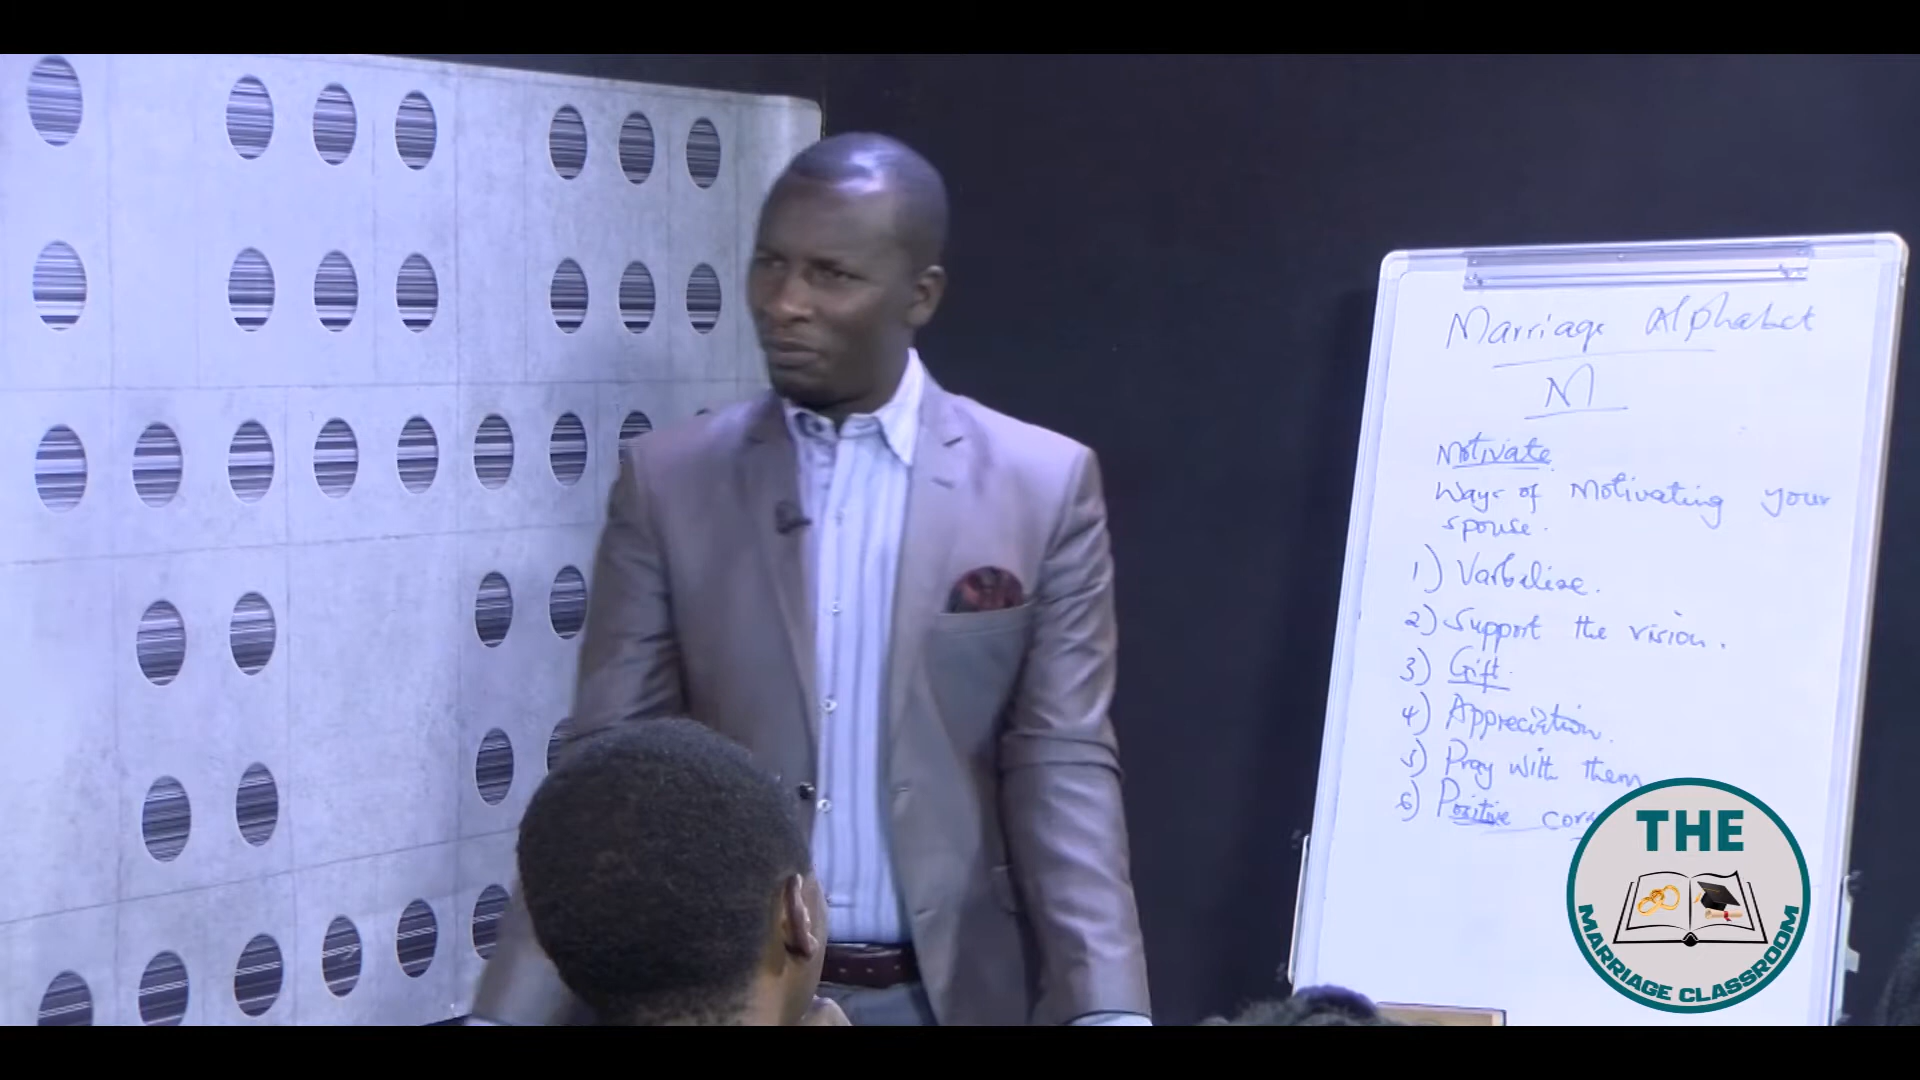 Marriage Alphabet
M
Motivate
Ways of Motivating your
spouse.
1) Varbelise.
2) Support the vision.
3) Gift.
4) Appreciation.
5) Pray with them
6) Positive
THE
MARRIAGE CLASSROOM